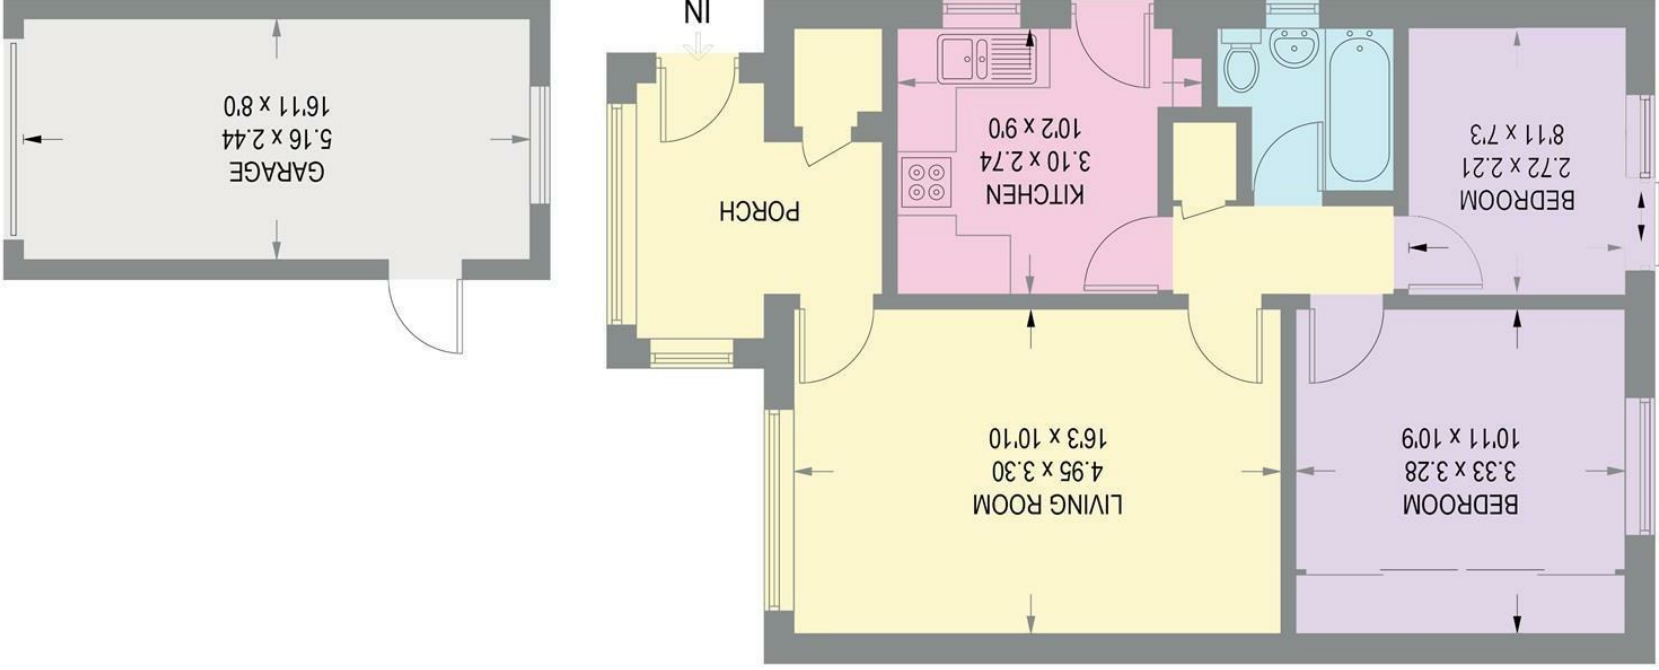 BEDROOM
3.33 x 3.28
10'11 x 10'9
LIVING ROOM
4.95 x 3.30
16'3 x 10'10
BEDROOM
2.72 x 2.21
8'11 x 7'3
KITCHEN
3.10 x 2.74
10'2 x 9'0
PORCH
GARAGE
5.16 x 2.44
16'11 x 8'0
IN